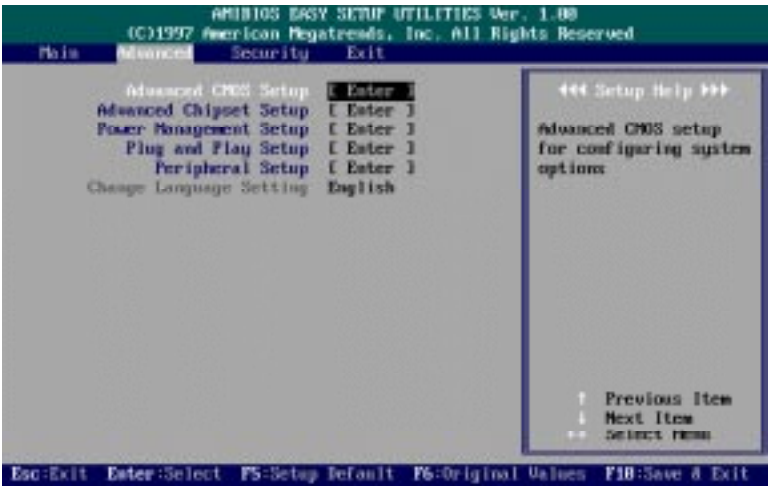 AMIBIOS EASY SETUP UTILITIES Ver. 1.00
(C)1997 American Megatrends, Inc. All Rights Reserved
Main Advanced Security Exit
Advanced CMOS Setup [ Enter ]
Advanced Chipset Setup [ Enter ]
Power Management Setup [ Enter ]
Plug and Play Setup [ Enter ]
Peripheral Setup [ Enter ]
Change Language Setting English
Setup Help
Advanced CMOS setup
for configuring system
options
↑ Previous Item
↓ Next Item
↔ Select Menu
Esc:Exit Enter:Select F5:Setup Default F6:Original Values F10:Save & Exit